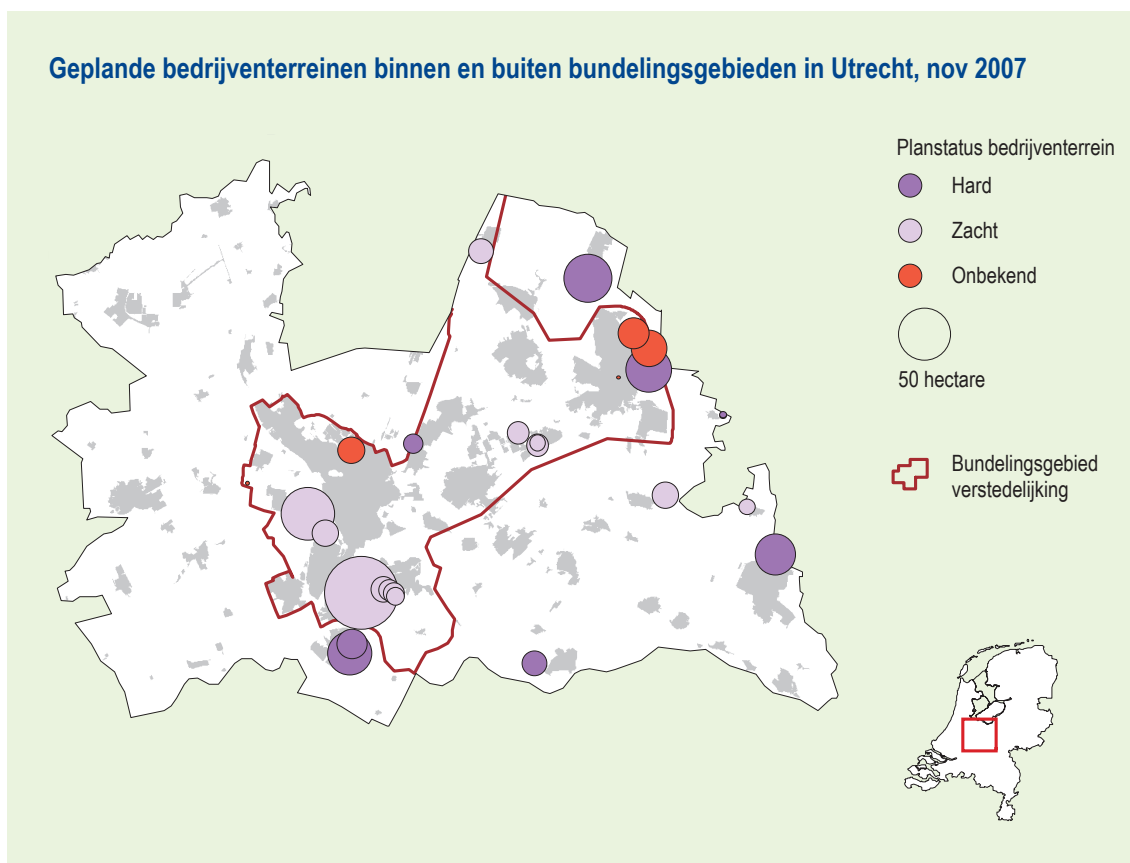 Geplande bedrijventerreinen binnen en buiten bundelingsgebieden in Utrecht, nov 2007
Planstatus bedrijventerrein
Hard
Zacht
Onbekend
50 hectare
Bundelingsgebied
verstedelijking